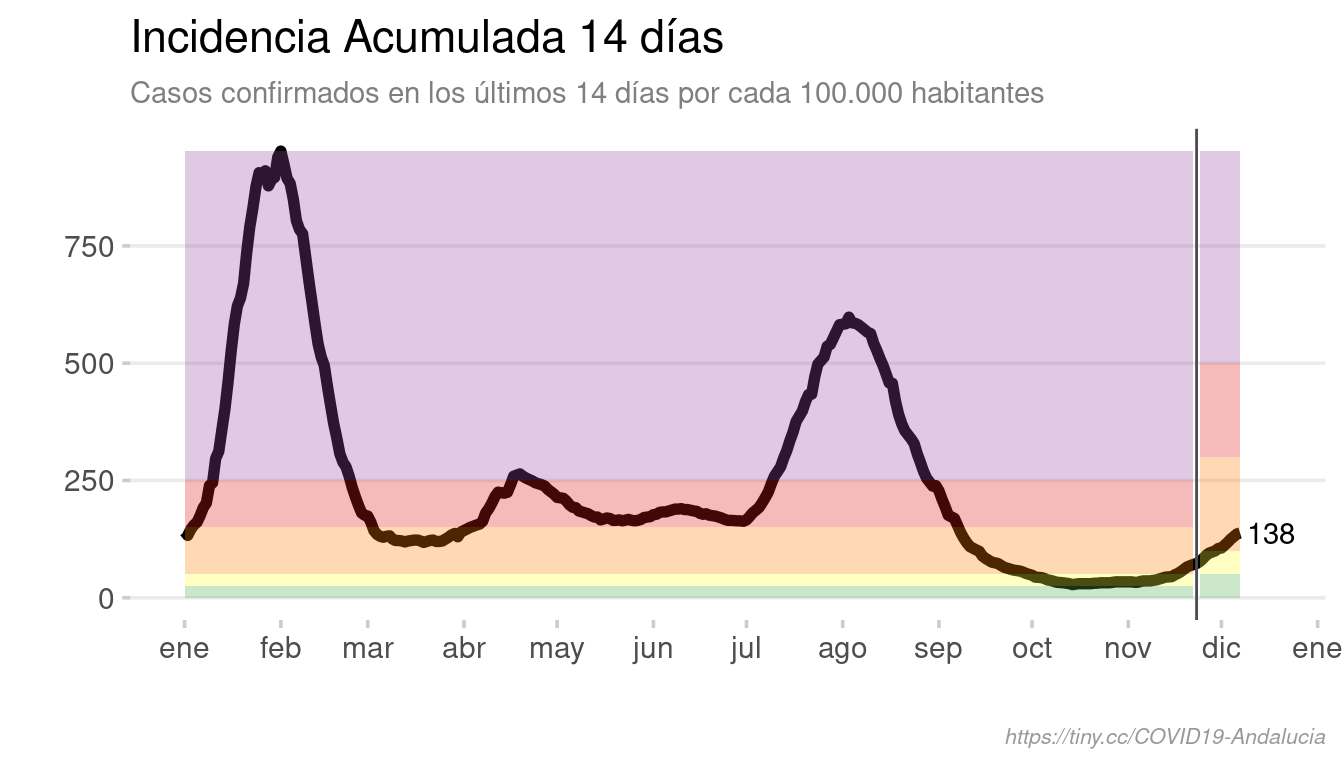 Incidencia Acumulada 14 días
Casos confirmados en los últimos 14 días por cada 100.000 habitantes
750
500
250
0
138
ene feb mar abr may jun jul ago sep oct nov dic ene
https://tiny.cc/COVID19-Andalucia